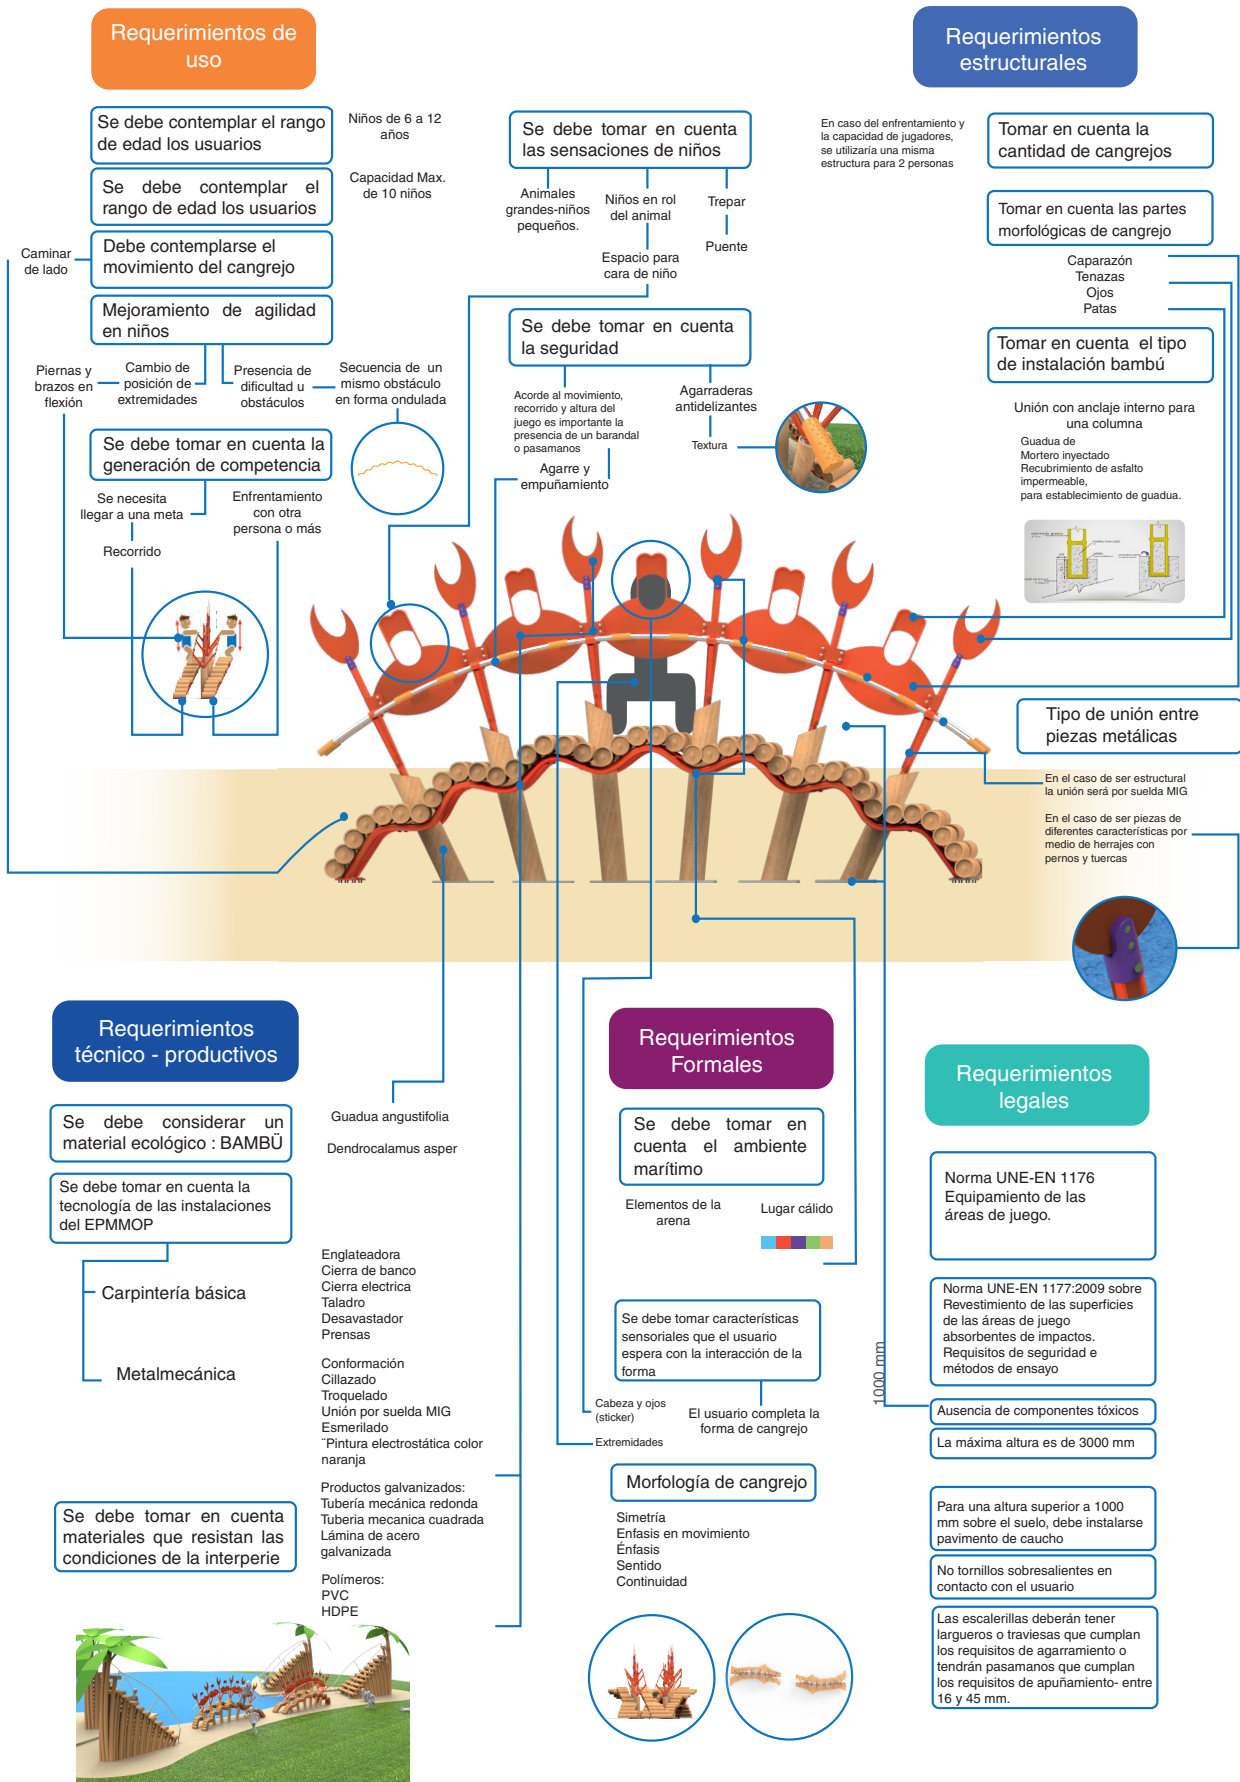 Requerimientos de
uso
Se debe contemplar el rango
de edad los usuarios
Niños de 6 a 12
años
Se debe contemplar el
rango de edad los usuarios
Capacidad Max.
de 10 niños
Caminar
de lado
Debe contemplarse el
movimiento del cangrejo
Mejoramiento de agilidad
en niños
Piernas y
brazos en
flexión
Cambio de
posición de
extremidades
Presencia de
dificultad u
obstáculos
Secuencia de un
mismo obstáculo
en forma ondulada
Se debe tomar en cuenta la
generación de competencia
Se necesita
llegar a una meta
Recorrido
Enfrentamiento
con otra
persona o más
Se debe tomar en cuenta
las sensaciones de niños
Animales
grandes-niños
pequeños.
Niños en rol
del animal
Espacio para
cara de niño
Trepar
Puente
Se debe tomar en cuenta
la seguridad
Acorde al movimiento,
recorrido y altura del
juego es importante la
presencia de un barandal
o pasamanos
Agarre y
empuñamiento
Agarraderas
antidelizantes
Textura
Requerimientos
estructurales
En caso del enfrentamiento y
la capacidad de jugadores,
se utilizaría una misma
estructura para 2 personas
Tomar en cuenta la
cantidad de cangrejos
Tomar en cuenta las partes
morfológicas de cangrejo
Caparazón
Tenazas
Ojos
Patas
Tomar en cuenta el tipo
de instalación bambú
Unión con anclaje interno para
una columna
Guadua de
Mortero inyectado
Recubrimiento de asfalto
impermeable,
para establecimiento de guadua.
Tipo de unión entre
piezas metálicas
En el caso de ser estructural
la unión será por suelda MIG
En el caso de ser piezas de
diferentes características por
medio de herrajes con
pernos y tuercas
Requerimientos
técnico - productivos
Se debe considerar un
material ecológico : BAMBÜ
Guadua angustifolia
Dendrocalamus asper
Se debe tomar en cuenta la
tecnología de las instalaciones
del EPMMOP
Carpintería básica
Englateadora
Cierra de banco
Cierra electrica
Taladro
Desavastador
Prensas
Metalmecánica
Conformación
Cillazado
Troquelado
Unión por suelda MIG
Esmerilado
¨Pintura electrostática color
naranja
Se debe tomar en cuenta
materiales que resistan las
condiciones de la interperie
Productos galvanizados:
Tubería mecánica redonda
Tuberia mecanica cuadrada
Lámina de acero
galvanizada
Polímeros:
PVC
HDPE
Requerimientos
Formales
Se debe tomar en
cuenta el ambiente
marítimo
Elementos de la
arena
Lugar cálido
Se debe tomar características
sensoriales que el usuario
espera con la interacción de la
forma
Cabeza y ojos
(sticker)
Extremidades
El usuario completa la
forma de cangrejo
Morfología de cangrejo
Simetría
Enfasis en movimiento
Énfasis
Sentido
Continuidad
1000 mm
Requerimientos
legales
Norma UNE-EN 1176
Equipamiento de las
áreas de juego.
Norma UNE-EN 1177:2009 sobre
Revestimiento de las superficies
de las áreas de juego
absorbentes de impactos.
Requisitos de seguridad e
métodos de ensayo
Ausencia de componentes tóxicos
La máxima altura es de 3000 mm
Para una altura superior a 1000
mm sobre el suelo, debe instalarse
pavimento de caucho
No tornillos sobresalientes en
contacto con el usuario
Las escalerillas deberán tener
largueros o traviesas que cumplan
los requisitos de agarramiento o
tendrán pasamanos que cumplan
los requisitos de apuñamiento- entre
16 y 45 mm.